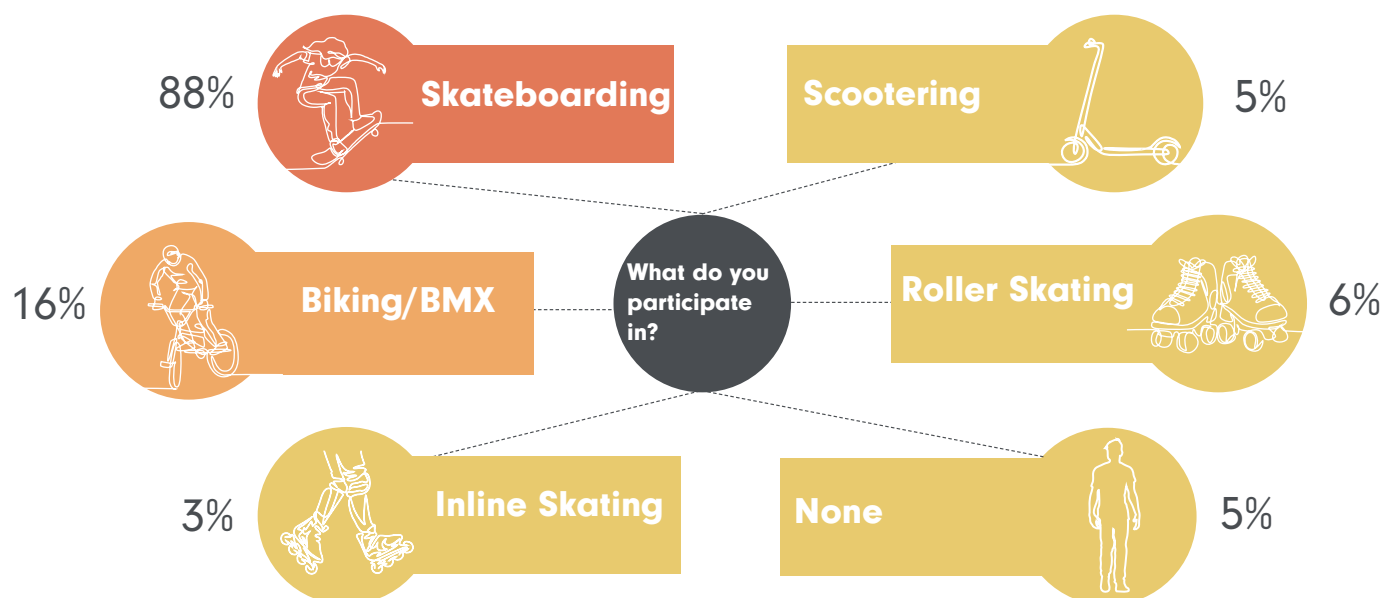 88%
Skateboarding
Scootering
5%
16%
Biking/BMX
What do you
participate
in?
Roller Skating
6%
3%
Inline Skating
None
5%